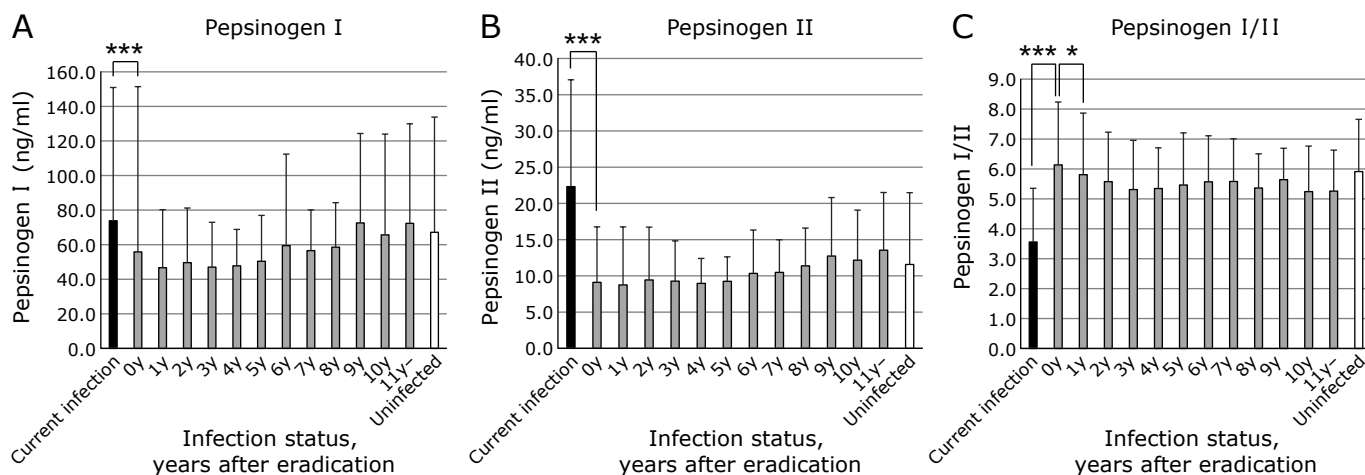 A
Pepsinogen I
***
Pepsinogen I (ng/ml)
160.0
140.0
120.0
100.0
80.0
60.0
40.0
20.0
0.0
Current infection
0y
1y
2y
3y
4y
5y
6y
7y
8y
9y
10y
11y−
Uninfected
Infection status,
years after eradication
B
Pepsinogen II
***
Pepsinogen II (ng/ml)
40.0
35.0
30.0
25.0
20.0
15.0
10.0
5.0
0.0
Current infection
0y
1y
2y
3y
4y
5y
6y
7y
8y
9y
10y
11y−
Uninfected
Infection status,
years after eradication
C
Pepsinogen I/II
*** *
Pepsinogen I/II
9.0
8.0
7.0
6.0
5.0
4.0
3.0
2.0
1.0
0.0
Current infection
0y
1y
2y
3y
4y
5y
6y
7y
8y
9y
10y
11y−
Uninfected
Infection status,
years after eradication